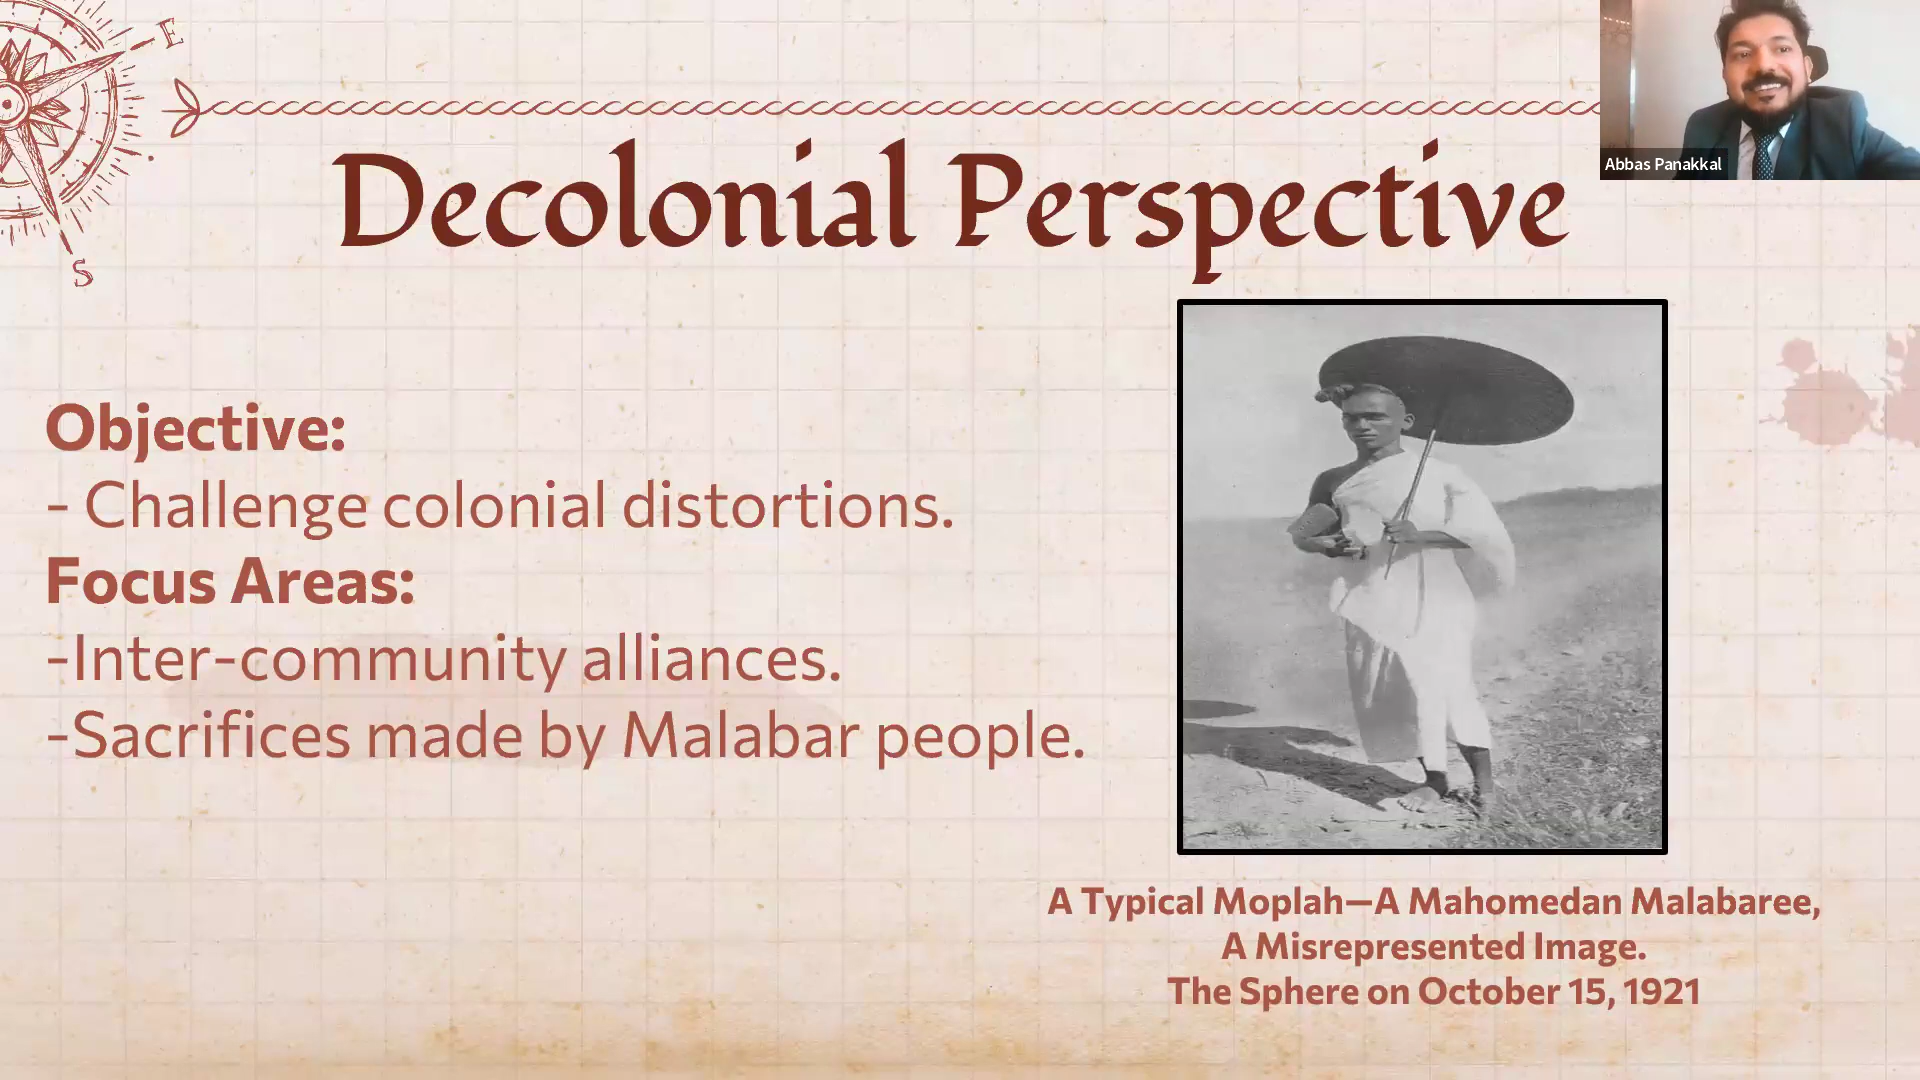 E
S
Decolonial Perspective
Abbas Panakkal
Objective:
- Challenge colonial distortions.
Focus Areas:
-Inter-community alliances.
-Sacrifices made by Malabar people.
A Typical Moplah—A Mahomedan Malabaree,
A Misrepresented Image.
The Sphere on October 15, 1921